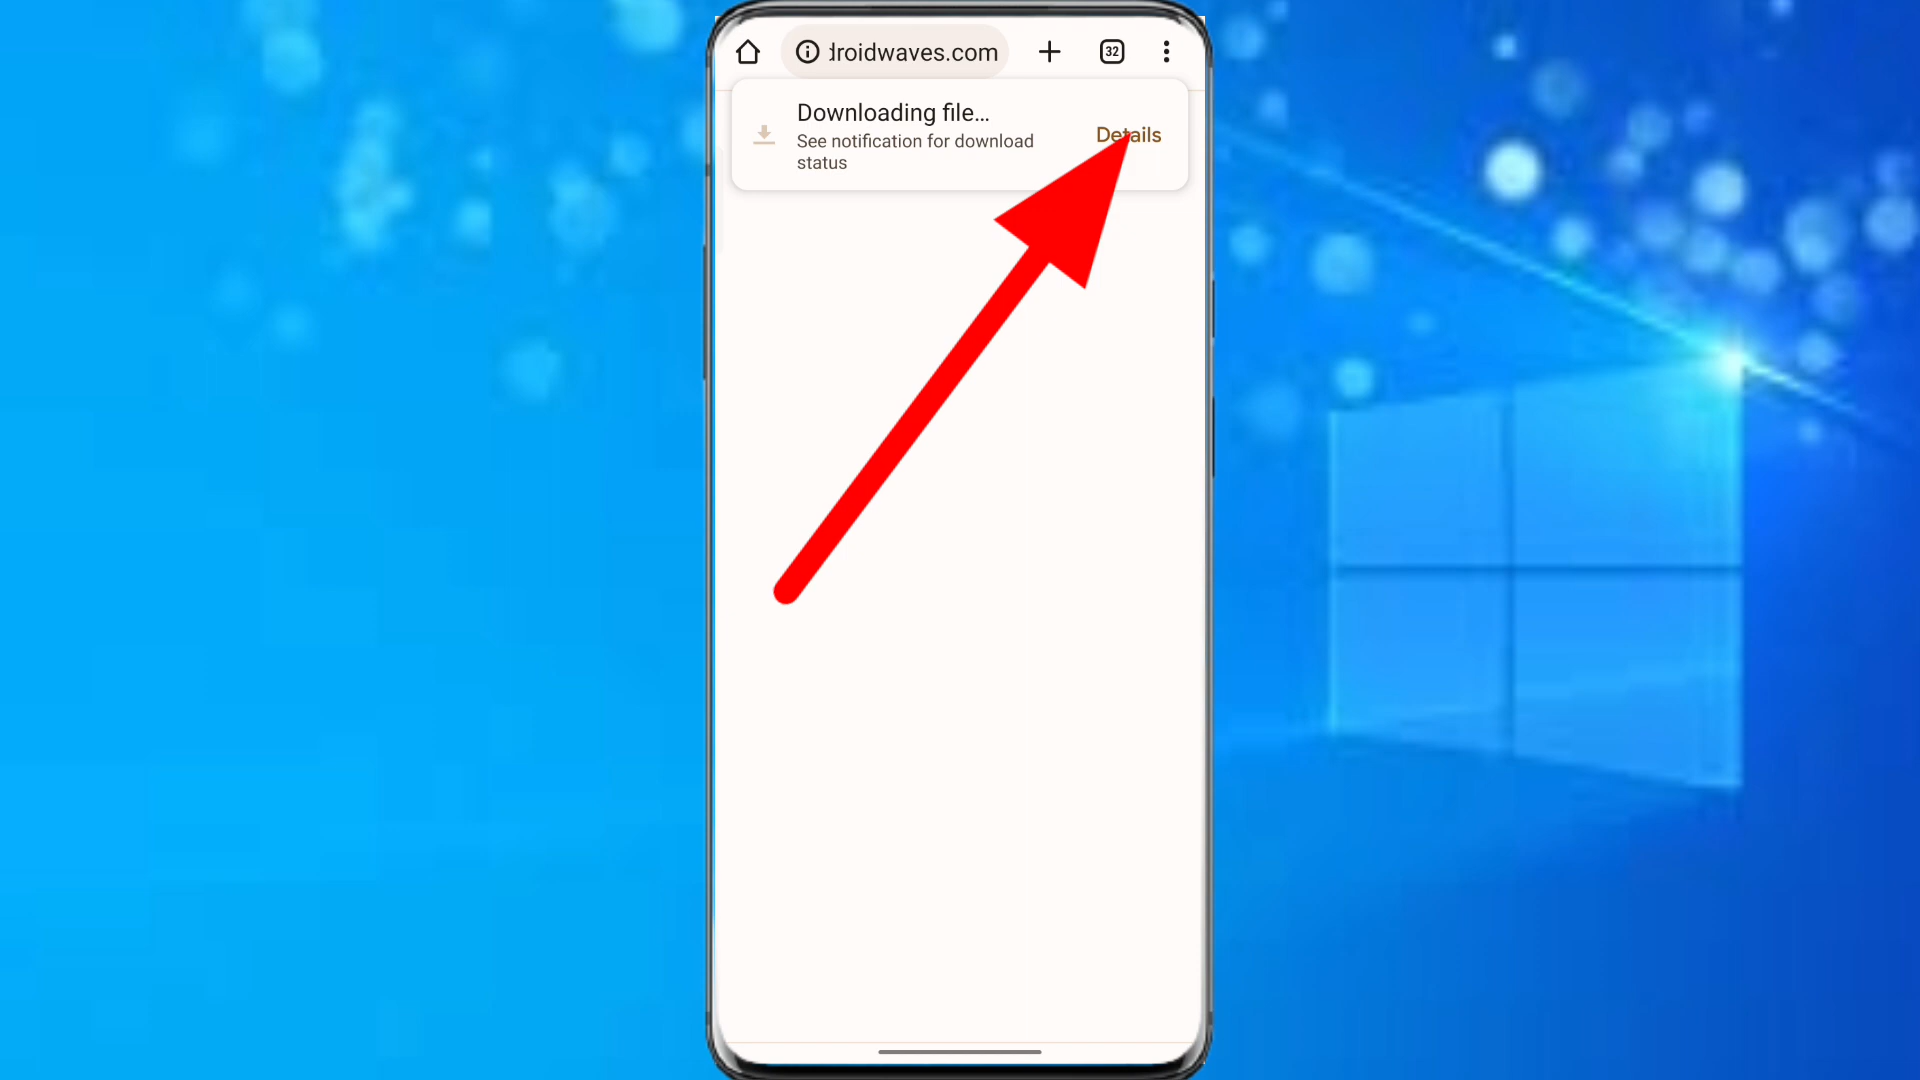 droidwaves.com
32
Downloading file...
See notification for download
status
Details